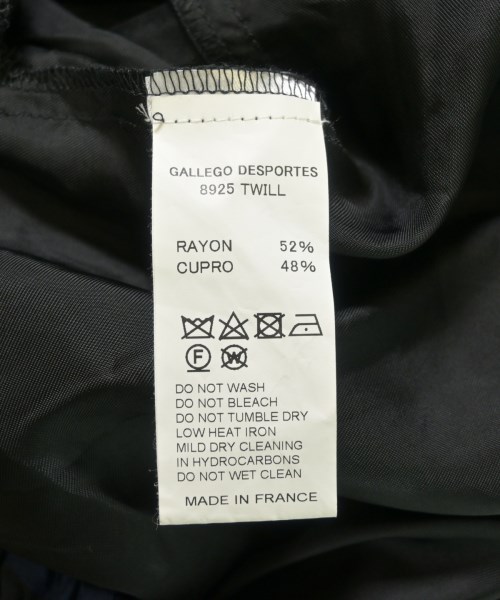 GALLEGO DESPORTES
8925 TWILL
RAYON 52%
CUPRO 48%
F W
DO NOT WASH
DO NOT BLEACH
DO NOT TUMBLE DRY
LOW HEAT IRON
MILD DRY CLEANING
IN HYDROCARBONS
DO NOT WET CLEAN
MADE IN FRANCE